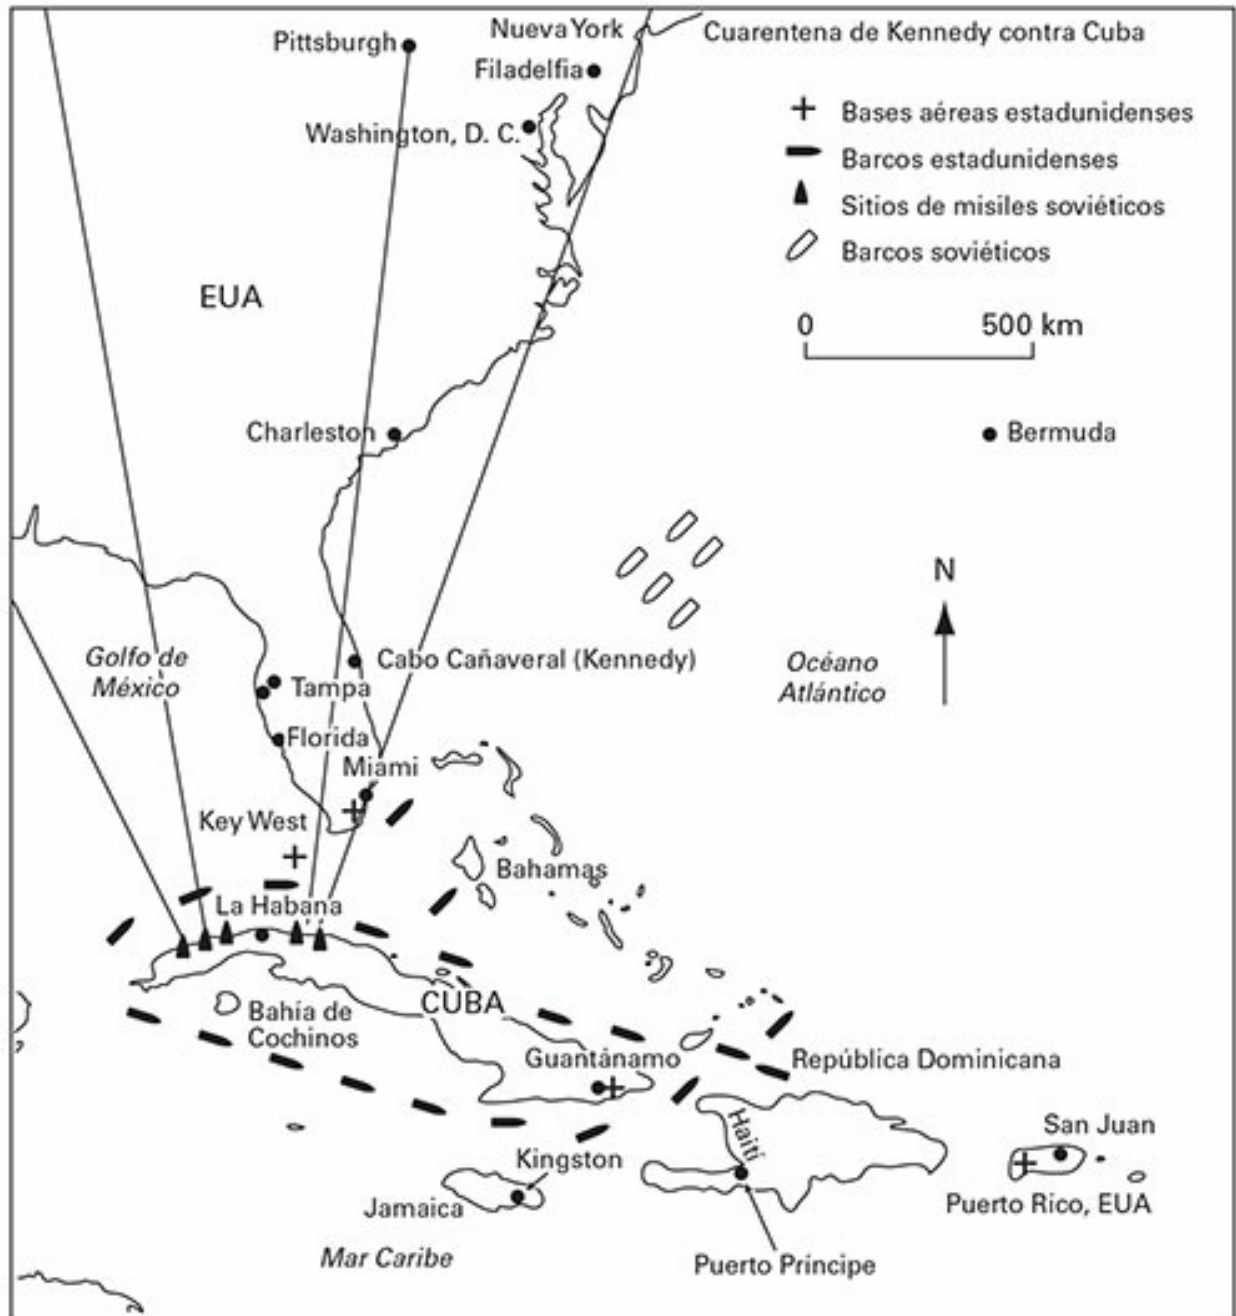 Pittsburgh
Nueva York
Cuarentena de Kennedy contra Cuba
Filadelfia
Washington, D. C.
Bases aéreas estadunidenses
Barcos estadunidenses
Sitios de misiles soviéticos
Barcos soviéticos
EUA
0 500 km
Charleston
Bermuda
N
Golfo de
México
Cabo Cañaveral (Kennedy)
Océano
Atlántico
Tampa
Florida
Miami
Key West
Bahamas
La Habana
CUBA
Bahía de
Cochinos
Guantánamo
República Dominicana
Haití
San Juan
Kingston
Jamaica
Puerto Rico, EUA
Mar Caribe
Puerto Príncipe